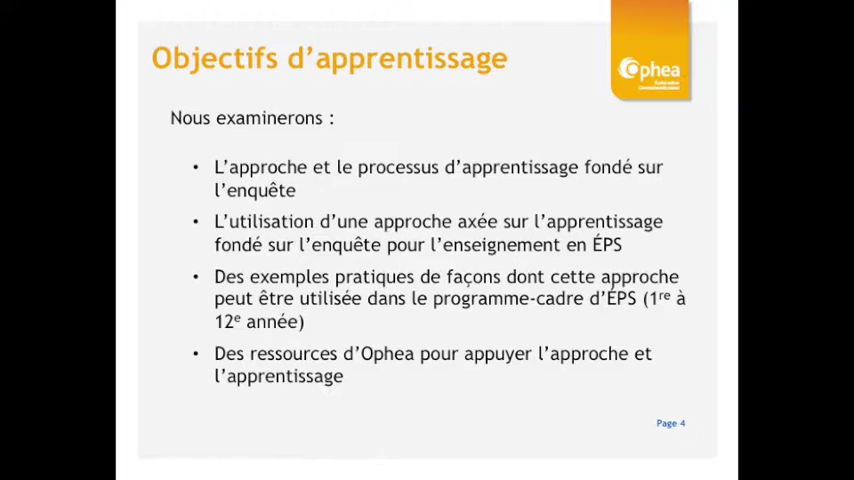 Objectifs d’apprentissage
Ophea
Nous examinerons :
• L’approche et le processus d’apprentissage fondé sur
l’enquête
• L’utilisation d’une approche axée sur l’apprentissage
fondé sur l’enquête pour l’enseignement en ÉPS
• Des exemples pratiques de façons dont cette approche
peut être utilisée dans le programme-cadre d’ÉPS (1re à
12e année)
• Des ressources d’Ophea pour appuyer l’approche et
l’apprentissage
Page 4